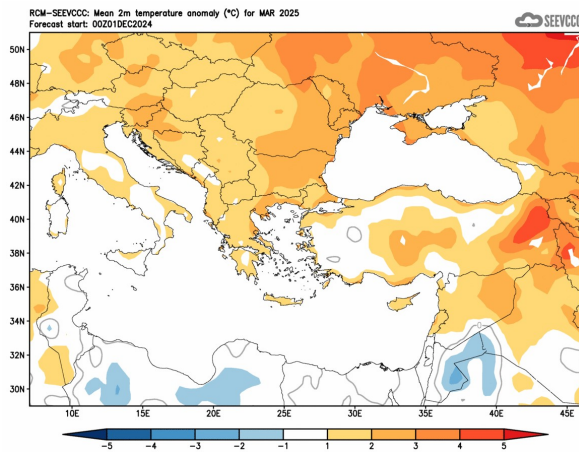 RCM-SEEVCCC: Mean 2m temperature anomaly (°C) for MAR 2025
Forecast start: 00Z01DEC2024
SEEVCCC
50N
48N
46N
44N
42N
40N
38N
36N
34N
32N
30N
0
10E 15E 20E 25E 30E 35E 40E 45E
-5 -4 -3 -2 -1 1 2 3 4 5